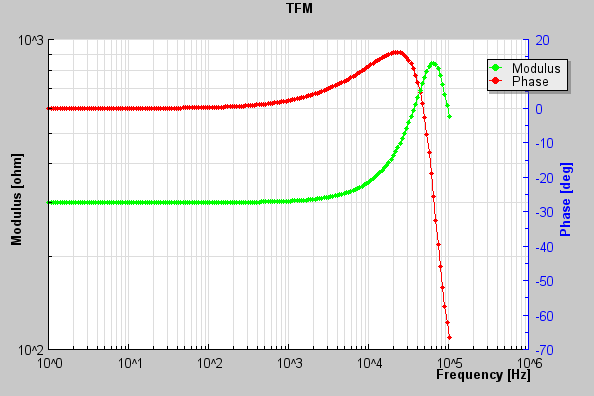 TFM
10^3
10^2
Modulus [ohm]
20
10
0
-10
-20
-30
-40
-50
-60
-70
Phase [deg]
Modulus
Phase
10^0 10^1 10^2 10^3 10^4 10^5 10^6
Frequency [Hz]